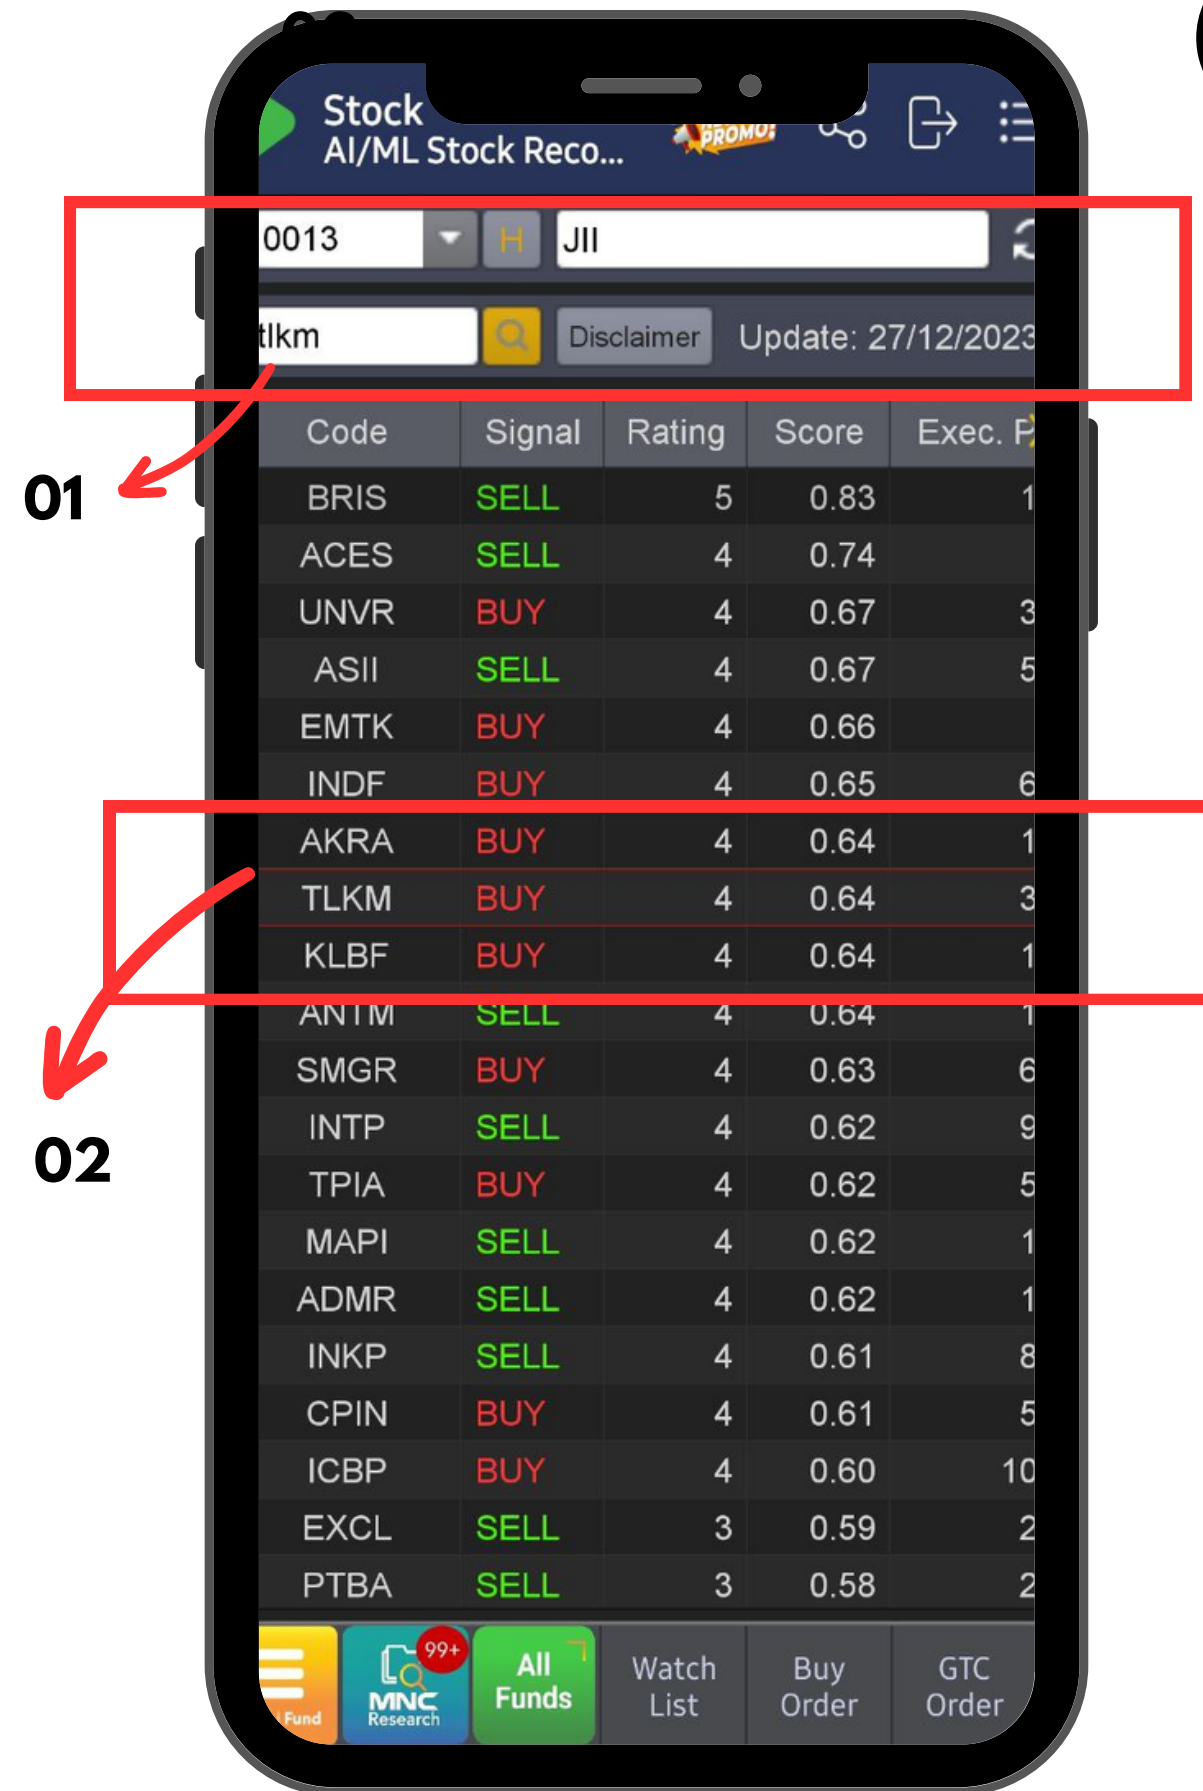 Stock
AI/ML Stock Reco...
PROMO!
0013 H JII
tlkm Disclaimer Update: 27/12/2023
Code Signal Rating Score Exec. P
01
BRIS SELL 5 0.83 1
ACES SELL 4 0.74
UNVR BUY 4 0.67 3
ASII SELL 4 0.67 5
EMTK BUY 4 0.66
INDF BUY 4 0.65 6
AKRA BUY 4 0.64 1
TLKM BUY 4 0.64 3
KLBF BUY 4 0.64 1
ANTM SELL 4 0.64 1
SMGR BUY 4 0.63 6
INTP SELL 4 0.62 9
02
TPIA BUY 4 0.62 5
MAPI SELL 4 0.62 1
ADMR SELL 4 0.62 1
INKP SELL 4 0.61 8
CPIN BUY 4 0.61 5
ICBP BUY 4 0.60 10
EXCL SELL 3 0.59 2
PTBA SELL 3 0.58 2
Fund
99+
MNC
Research
All
Funds
Watch
List
Buy
Order
GTC
Order